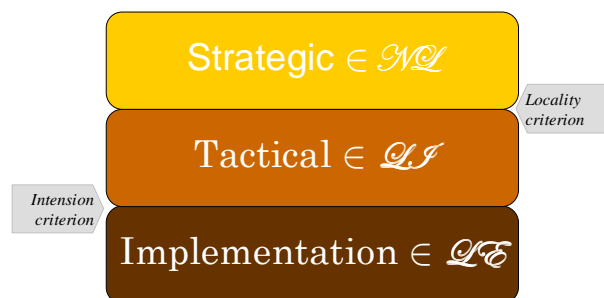 Strategic ∈ 𝒩ℒ
Locality
criterion
Tactical ∈ ℒℐ
Intension
criterion
Implementation ∈ ℒℰ